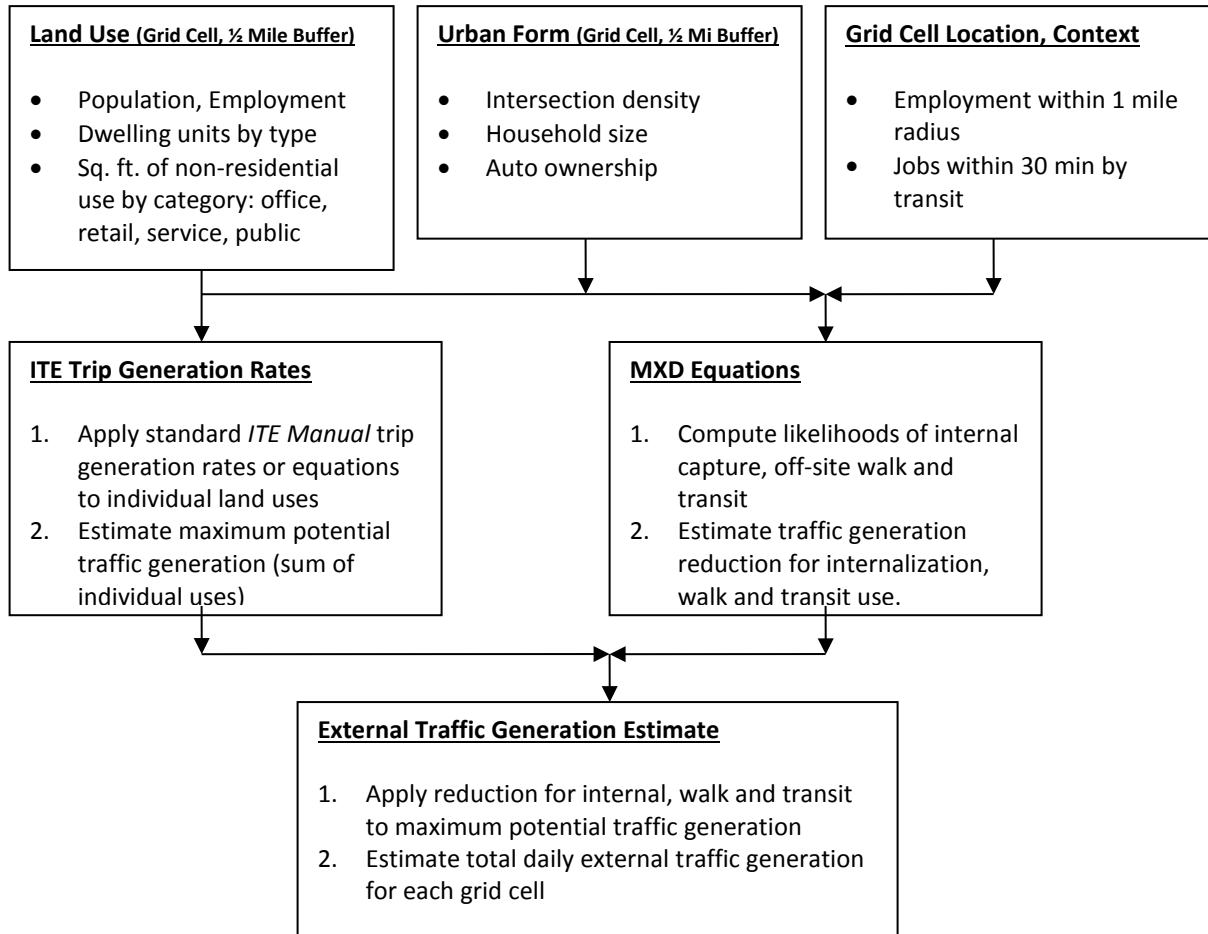 Land Use (Grid Cell, ½ Mile Buffer)
• Population, Employment
• Dwelling units by type
• Sq. ft. of non-residential
use by category: office,
retail, service, public
Urban Form (Grid Cell, ½ Mi Buffer)
• Intersection density
• Household size
• Auto ownership
Grid Cell Location, Context
• Employment within 1 mile
radius
• Jobs within 30 min by
transit
ITE Trip Generation Rates
1. Apply standard ITE Manual trip
generation rates or equations
to individual land uses
2. Estimate maximum potential
traffic generation (sum of
individual uses)
MXD Equations
1. Compute likelihoods of internal
capture, off-site walk and
transit
2. Estimate traffic generation
reduction for internalization,
walk and transit use.
External Traffic Generation Estimate
1. Apply reduction for internal, walk and transit
to maximum potential traffic generation
2. Estimate total daily external traffic generation
for each grid cell